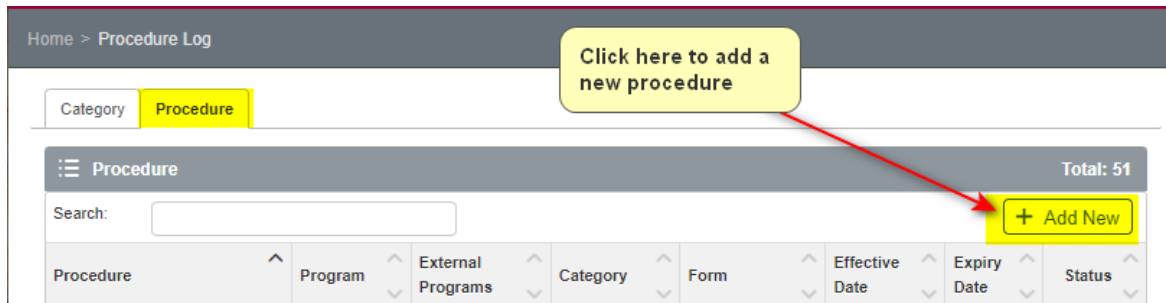 Home > Procedure Log
Click here to add a
new procedure
Category Procedure
Procedure Total: 51
Search:
+ Add New
Procedure Program External Programs Category Form Effective Date Expiry Date Status